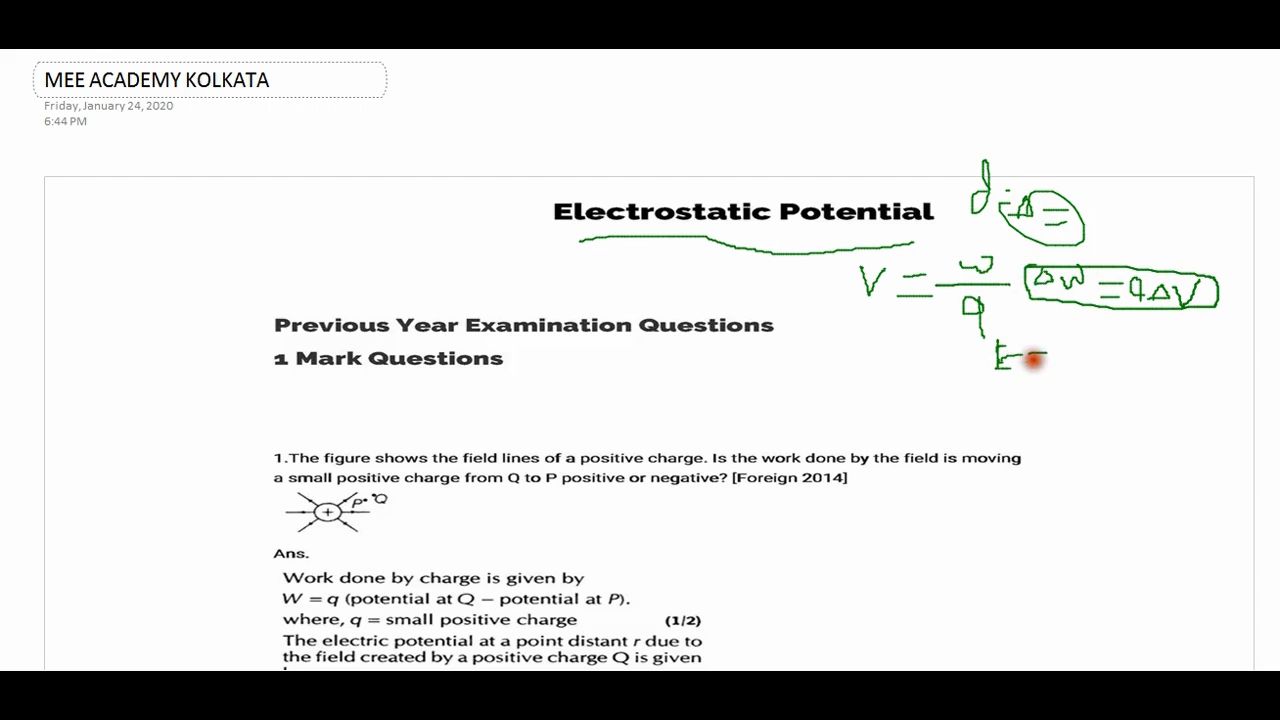 MEE ACADEMY KOLKATA
Friday, January 24, 2020
6:44 PM
Electrostatic Potential
V = W/q
ΔW = qΔV
Previous Year Examination Questions
1 Mark Questions
1.The figure shows the field lines of a positive charge. Is the work done by the field is moving
a small positive charge from Q to P positive or negative? [Foreign 2014]
+ P Q
Ans.
Work done by charge is given by
W = q (potential at Q – potential at P).
where, q = small positive charge (1/2)
The electric potential at a point distant r due to
the field created by a positive charge Q is given